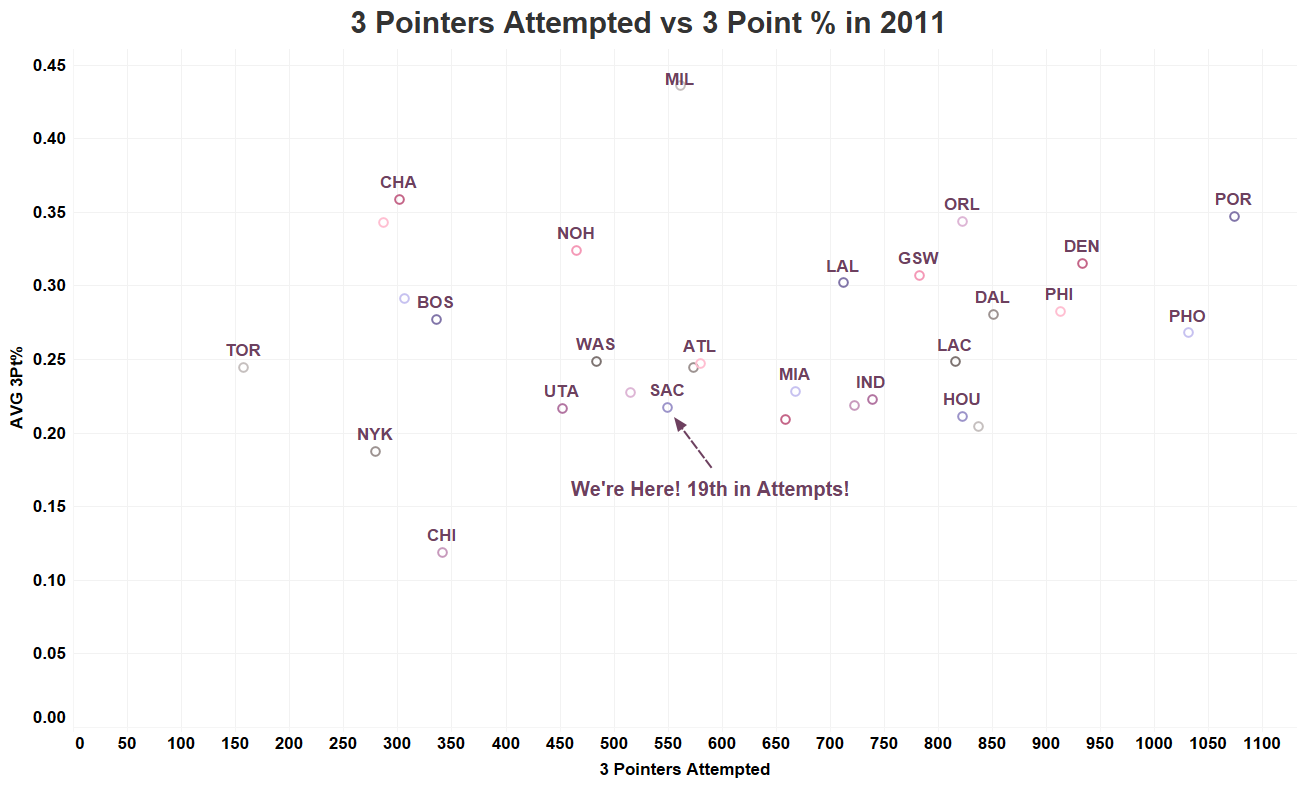 3 Pointers Attempted vs 3 Point % in 2011
0.45
0.40
0.35
0.30
0.25
0.20
0.15
0.10
0.05
0.00
AVG 3Pt%
MIL
CHA
POR
ORL
NOH
DEN
GSW
LAL
PHI
DAL
BOS
PHO
WAS
LAC
ATL
TOR
MIA
IND
SAC
UTA
HOU
NYK
We're Here! 19th in Attempts!
CHI
0 50 100 150 200 250 300 350 400 450 500 550 600 650 700 750 800 850 900 950 1000 1050 1100
3 Pointers Attempted